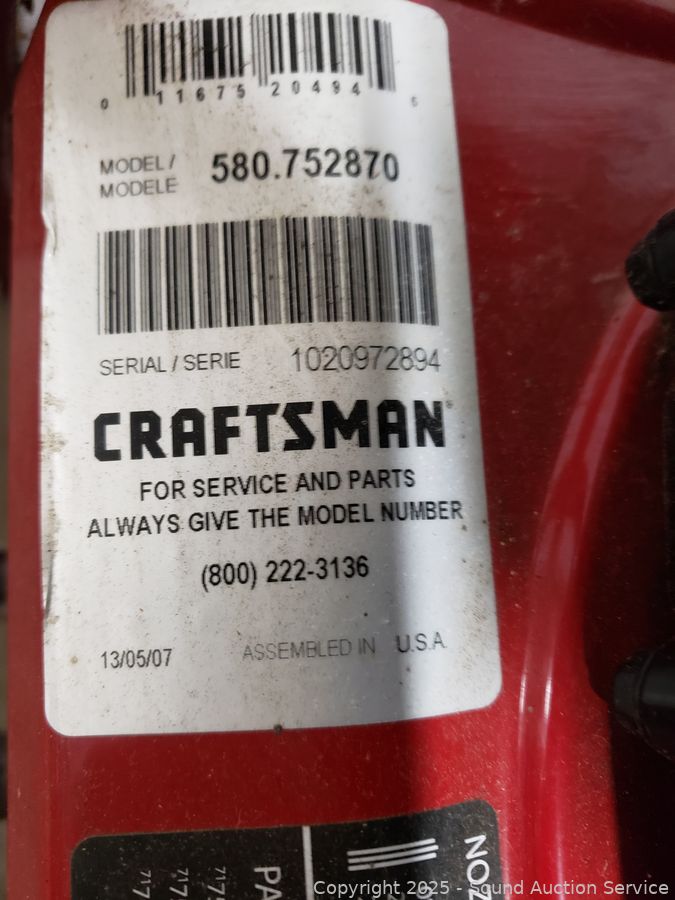 0 11675 20494 6
MODEL / MODELE 580.752870
SERIAL / SERIE 1020972894
CRAFTSMAN
FOR SERVICE AND PARTS
ALWAYS GIVE THE MODEL NUMBER
(800) 222-3136
13/05/07 ASSEMBLED IN U.S.A.
Copyright 2025 - Sound Auction Service